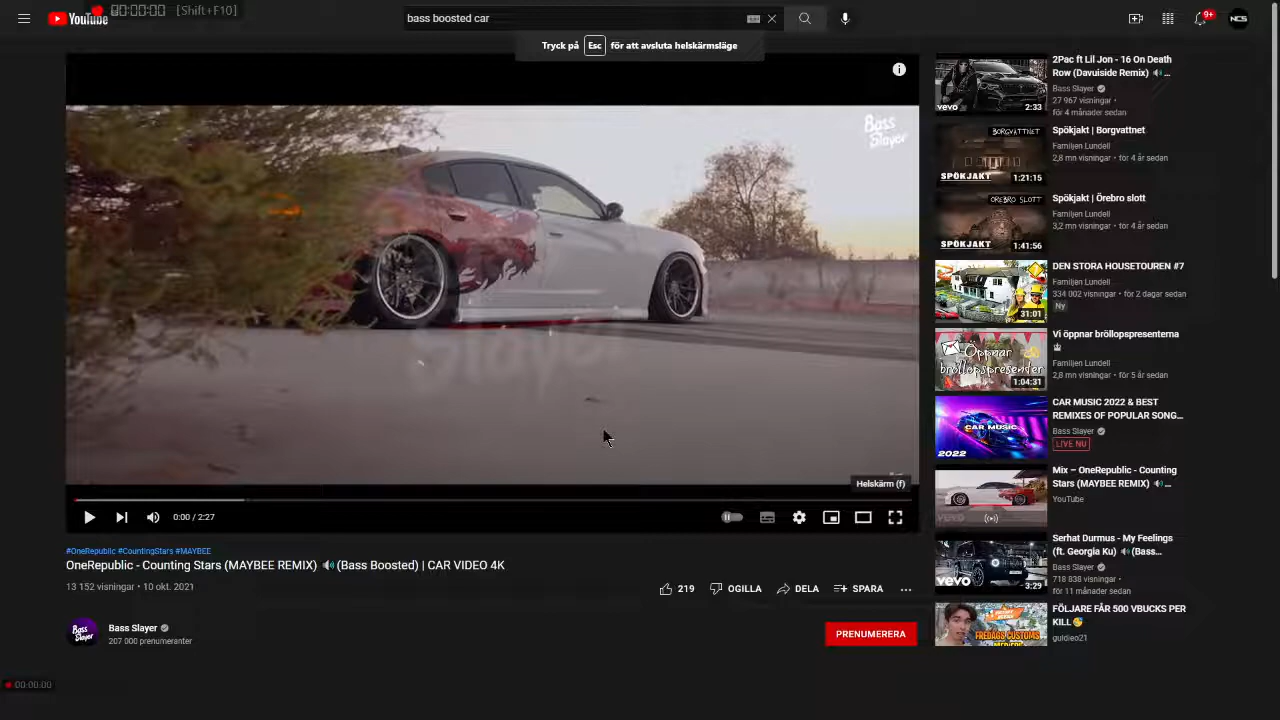 00:00:00 [Shift+F10]
YouTube
bass boosted car
9+
NCS
Tryck på Esc för att avsluta helskärmsläge
Bass
Slayer
Helskärm (f)
0:00 / 2:27
#OneRepublic #CountingStars #MAYBEE
OneRepublic - Counting Stars (MAYBEE REMIX) 🔊(Bass Boosted) | CAR VIDEO 4K
13 152 visningar • 10 okt. 2021
219
OGILLA
DELA
SPARA
Bass Slayer
207 000 prenumeranter
PRENUMERERA
00:00:00
vevo
2:33
2Pac ft Lil Jon - 16 On Death
Row (Davuiside Remix) 🔊...
Bass Slayer
27 967 visningar •
för 4 månader sedan
BORGVATTNET
SPÖKJAKT
1:21:15
Spökjakt | Borgvattnet
Familjen Lundell
2,8 mn visningar • för 4 år sedan
ÖREBRO SLOTT
SPÖKJAKT
1:41:56
Spökjakt | Örebro slott
Familjen Lundell
3,2 mn visningar • för 4 år sedan
31:01
DEN STORA HOUSETOUREN #7
Familjen Lundell
334 002 visningar • för 2 dagar sedan
Ny
Öppnar
bröllopspresenter
1:04:31
Vi öppnar bröllopspresenterna
Familjen Lundell
2,8 mn visningar • för 5 år sedan
CAR MUSIC
2022
CAR MUSIC 2022 & BEST
REMIXES OF POPULAR SONG...
Bass Slayer
LIVE NU
vevo
Mix – OneRepublic - Counting
Stars (MAYBEE REMIX) 🔊...
YouTube
vevo
3:29
Serhat Durmus - My Feelings
(ft. Georgia Ku) 🔊(Bass...
Bass Slayer
718 838 visningar •
för 11 månader sedan
FREDAGS CUSTOMS
FÖLJARE FÅR 500 VBUCKS PER
KILL
guldieo21